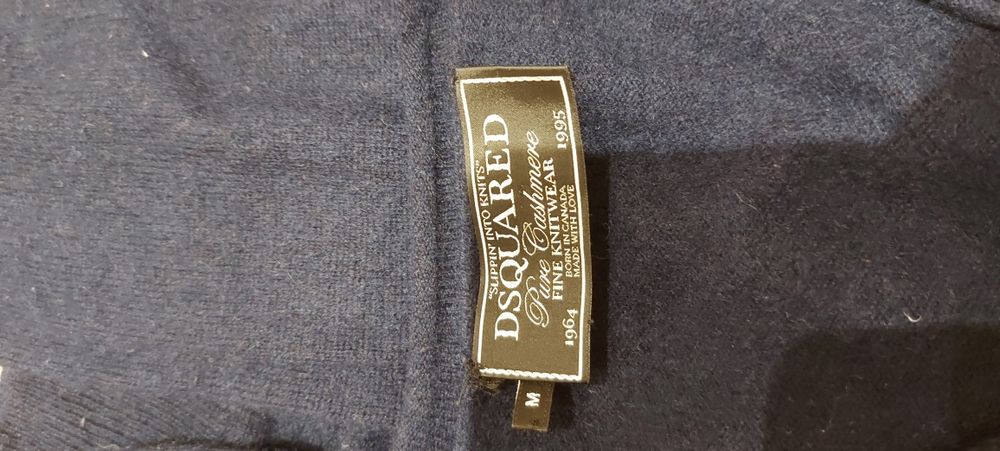 "SLIPPIN' INTO KNITS"
DSQUARED
Pure Cashmere
FINE KNITWEAR
1964 BORN IN CANADA 1995
MADE WITH LOVE
M